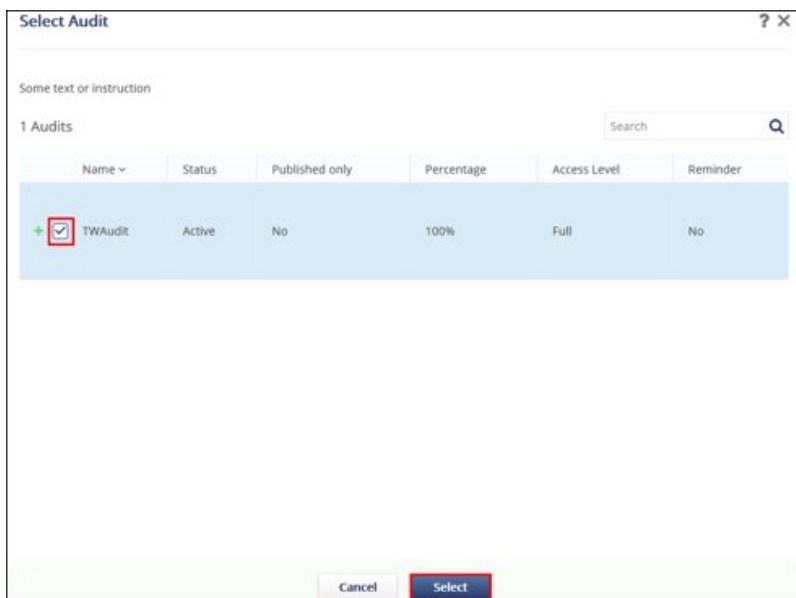 Select Audit ? X
Some text or instruction
1 Audits Search
Name Status Published only Percentage Access Level Reminder
+ TWAudit Active No 100% Full No
Cancel Select